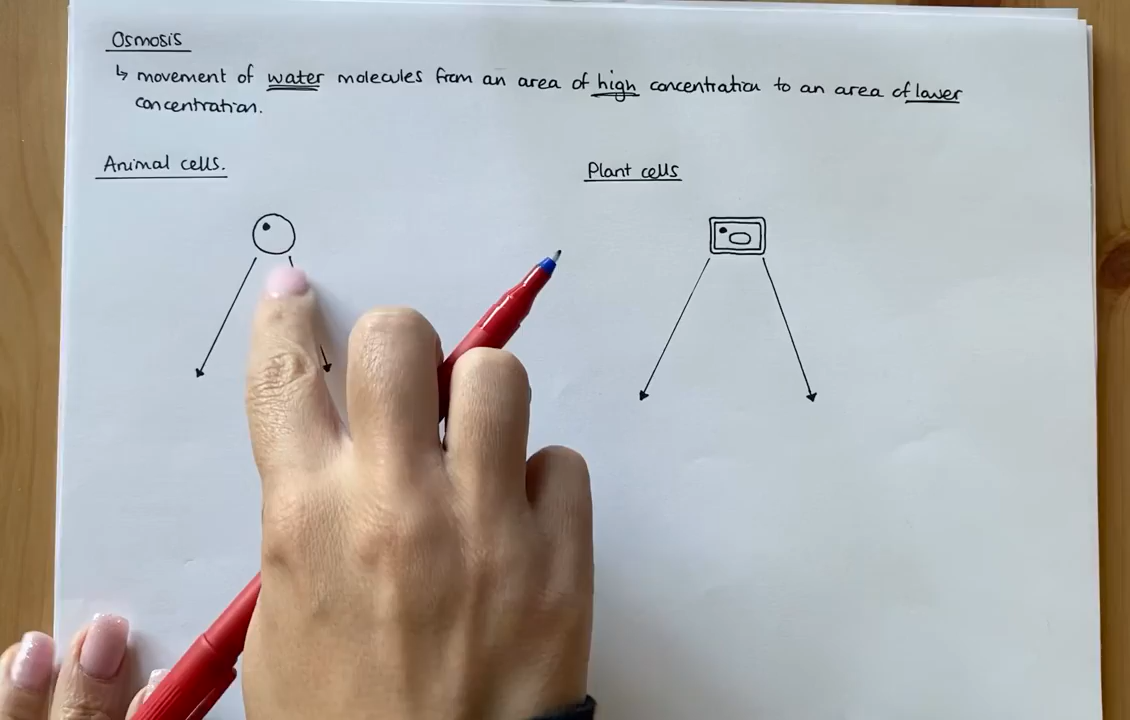 Osmosis
↳ movement of water molecules from an area of high concentration to an area of lower
concentration.
Animal cells.
Plant cells